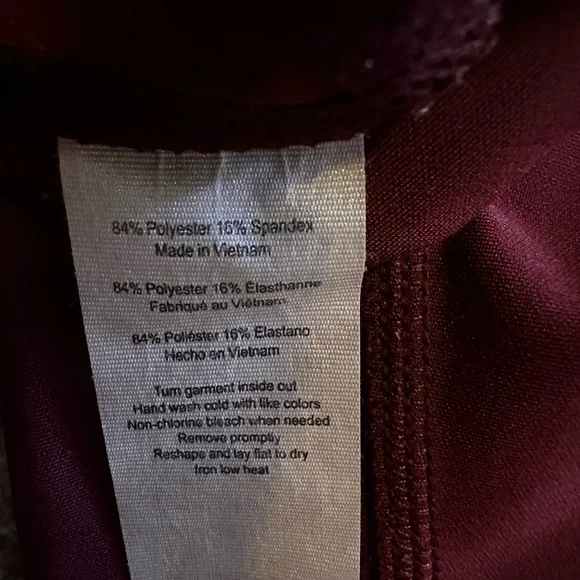 84% Polyester 16% Spandex
Made in Vietnam
84% Polyester 16% Élasthanne
Fabriqué au Viêtnam
84% Poliéster 16% Elastano
Hecho en Vietnam
Turn garment inside out
Hand wash cold with like colors
Non-chlorine bleach when needed
Remove promptly
Reshape and lay flat to dry
Iron low heat